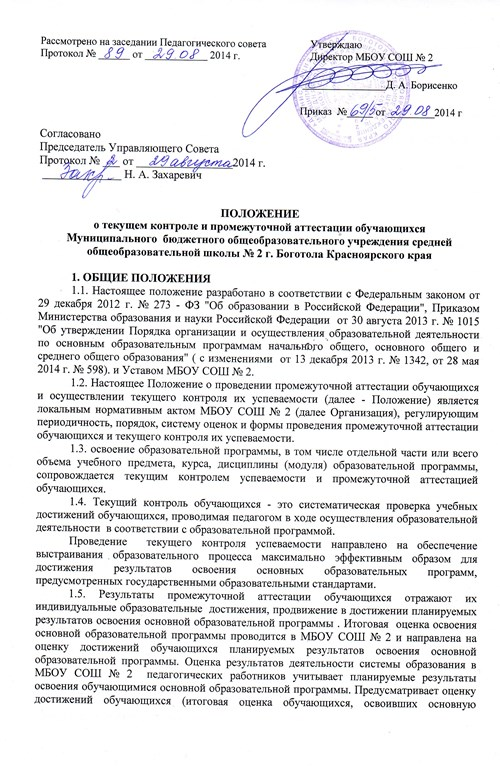 Рассмотрено на заседании Педагогического совета
Протокол № 89 от 29 08 2014 г.
Утверждаю
Директор МБОУ СОШ № 2
Д. А. Борисенко
Приказ № 69/5 от 29 08 2014 г
Согласовано
Председатель Управляющего Совета
Протокол № 2 от 29 августа 2014 г.
Захр. Н. А. Захаревич
ПОЛОЖЕНИЕ
о текущем контроле и промежуточной аттестации обучающихся
Муниципального бюджетного общеобразовательного учреждения средней
общеобразовательной школы № 2 г. Боготола Красноярского края
1. ОБЩИЕ ПОЛОЖЕНИЯ
1.1. Настоящее положение разработано в соответствии с Федеральным законом от
29 декабря 2012 г. № 273 - ФЗ "Об образовании в Российской Федерации", Приказом
Министерства образования и науки Российской Федерации от 30 августа 2013 г. № 1015
"Об утверждении Порядка организации и осуществления образовательной деятельности
по основным образовательным программам начального общего, основного общего и
среднего общего образования" ( с изменениями от 13 декабря 2013 г. № 1342, от 28 мая
2014 г. № 598). и Уставом МБОУ СОШ № 2.
1.2. Настоящее Положение о проведении промежуточной аттестации обучающихся
и осуществлении текущего контроля их успеваемости (далее - Положение) является
локальным нормативным актом МБОУ СОШ № 2 (далее Организация), регулирующим
периодичность, порядок, систему оценок и формы проведения промежуточной аттестации
обучающихся и текущего контроля их успеваемости.
1.3. освоение образовательной программы, в том числе отдельной части или всего
объема учебного предмета, курса, дисциплины (модуля) образовательной программы,
сопровождается текущим контролем успеваемости и промежуточной аттестацией
обучающихся.
1.4. Текущий контроль обучающихся - это систематическая проверка учебных
достижений обучающихся, проводимая педагогом в ходе осуществления образовательной
деятельности в соответствии с образовательной программой.
Проведение текущего контроля успеваемости направлено на обеспечение
выстраивания образовательного процесса максимально эффективным образом для
достижения результатов освоения основных образовательных программ,
предусмотренных государственными образовательными стандартами.
1.5. Результаты промежуточной аттестации обучающихся отражают их
индивидуальные образовательные достижения, продвижение в достижении планируемых
результатов освоения основной образовательной программы . Итоговая оценка освоения
основной образовательной программы проводится в МБОУ СОШ № 2 и направлена на
оценку достижений обучающихся планируемых результатов освоения основной
образовательной программы. Оценка результатов деятельности системы образования в
МБОУ СОШ № 2 педагогических работников учитывает планируемые результаты
освоения обучающимися основной образовательной программы. Предусматривает оценку
достижений обучающихся (итоговая оценка обучающихся, освоивших основную